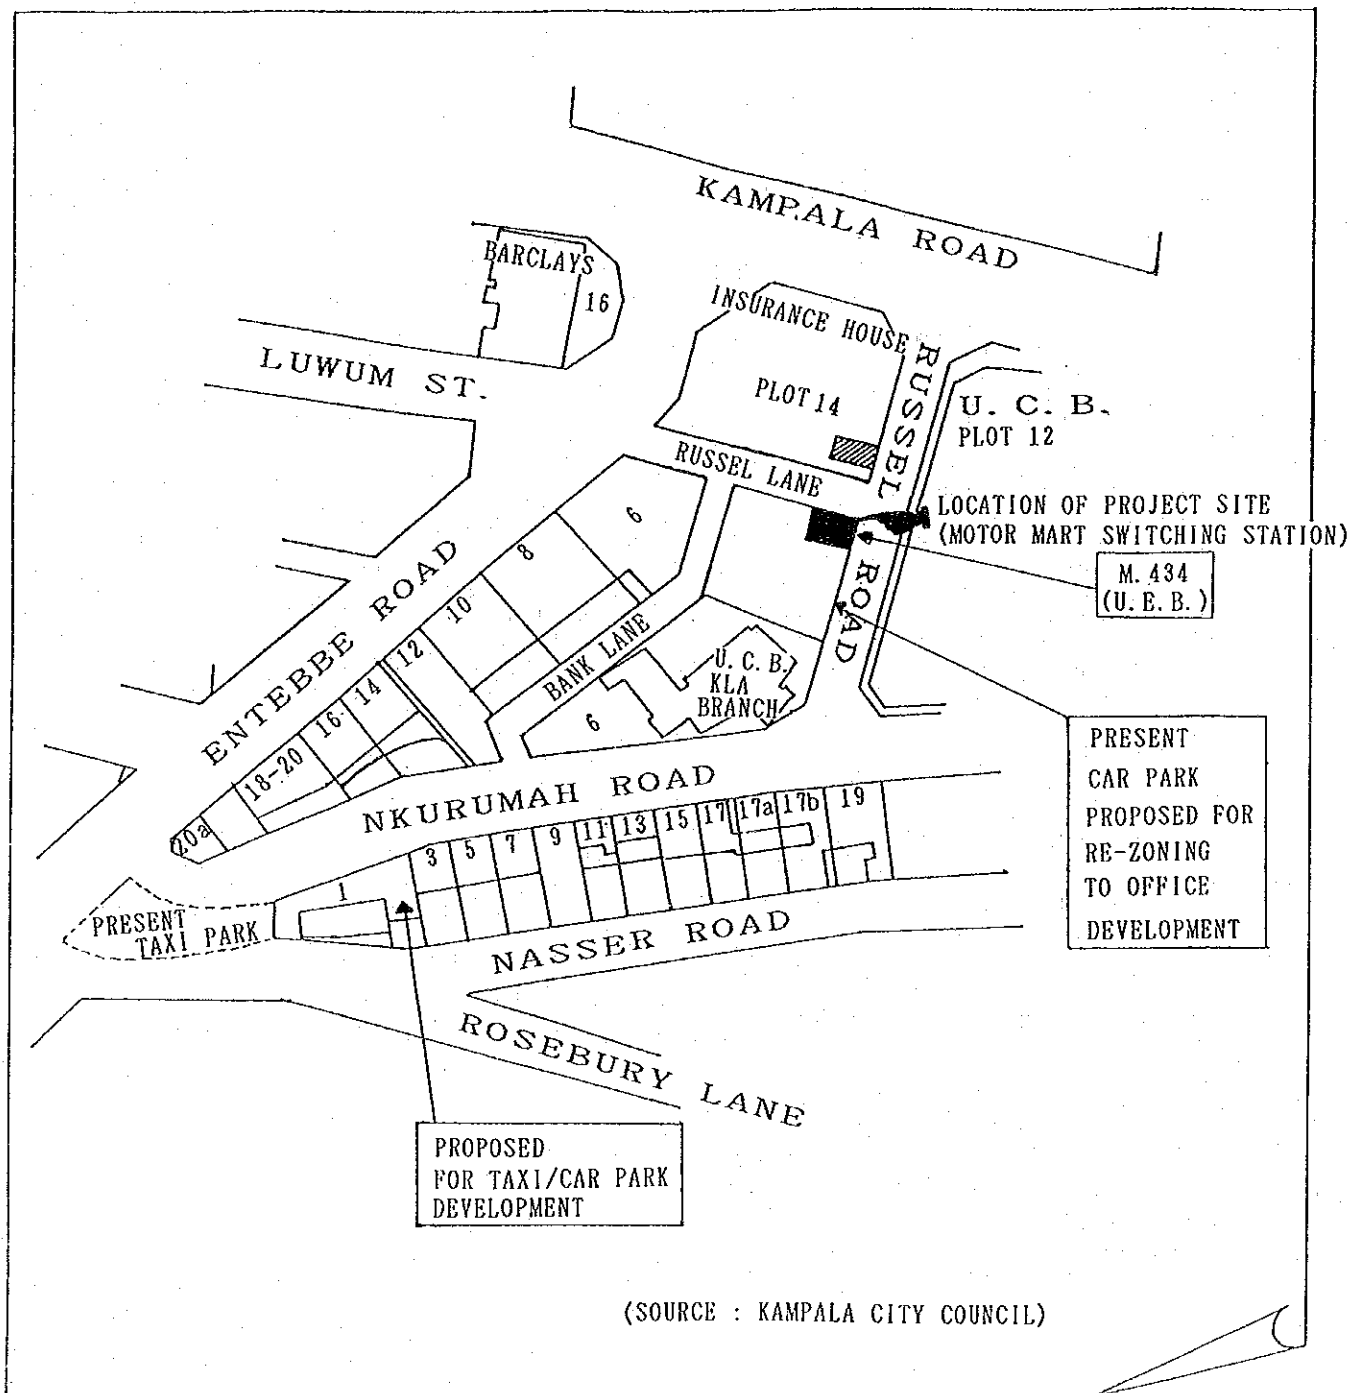 KAMPALA ROAD
BARCLAYS
16
INSURANCE HOUSE
PLOT 14
LUWUM ST.
RUSSEL ROAD
U. C. B.
PLOT 12
RUSSEL LANE
LOCATION OF PROJECT SITE
(MOTOR MART SWITCHING STATION)
M. 434
(U. E. B.)
6
8
10
12
14
16
18-20
20a
ENTEBBE ROAD
BANK LANE
U. C. B.
KLA
BRANCH
6
NKURUMAH ROAD
PRESENT
CAR PARK
PROPOSED FOR
RE-ZONING
TO OFFICE
DEVELOPMENT
1
3
5
7
9
11
13
15
17
17a
17b
19
PRESENT
TAXI PARK
NASSER ROAD
ROSEBURY LANE
PROPOSED
FOR TAXI/CAR PARK
DEVELOPMENT
(SOURCE : KAMPALA CITY COUNCIL)